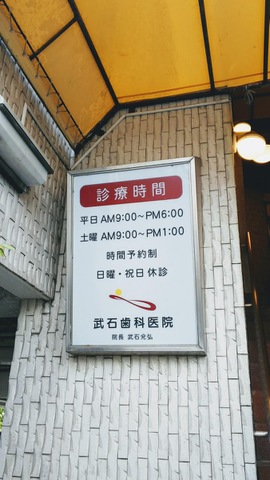 診療時間
平日 AM9:00～PM6:00
土曜 AM9:00～PM1:00
時間予約制
日曜・祝日 休診
武石歯科医院
院長 武石允弘